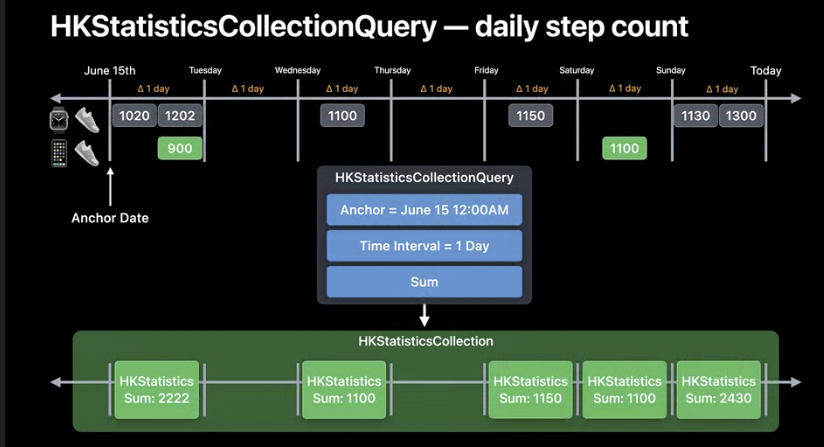 HKStatisticsCollectionQuery — daily step count
June 15th Tuesday Wednesday Thursday Friday Saturday Sunday Today
Δ 1 day Δ 1 day Δ 1 day Δ 1 day Δ 1 day Δ 1 day Δ 1 day
1020 1202 1100 1150 1130 1300
900 1100
Anchor Date
HKStatisticsCollectionQuery
Anchor = June 15 12:00AM
Time Interval = 1 Day
Sum
HKStatisticsCollection
HKStatistics HKStatistics HKStatistics HKStatistics HKStatistics
Sum: 2222 Sum: 1100 Sum: 1150 Sum: 1100 Sum: 2430